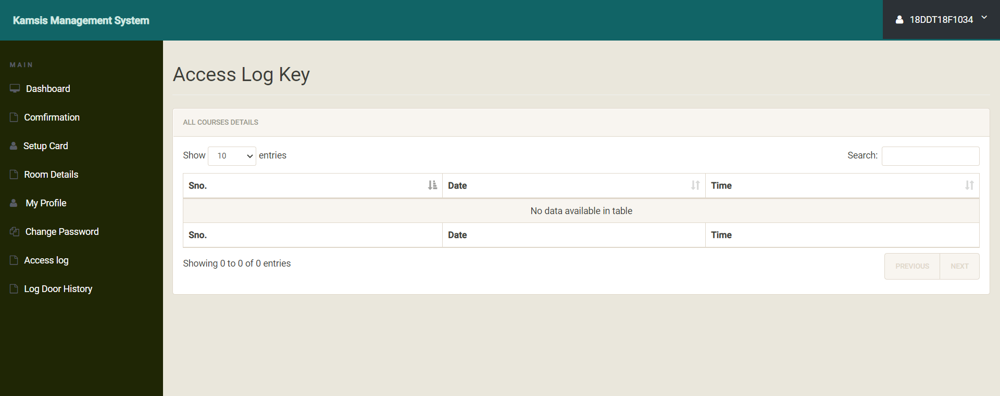 Kamsis Management System
18DDT18F1034
MAIN
Dashboard
Comfirmation
Setup Card
Room Details
My Profile
Change Password
Access log
Log Door History
Access Log Key
ALL COURSES DETAILS
Show 10 entries
Search:
Sno. Date Time
No data available in table
Sno. Date Time
Showing 0 to 0 of 0 entries
PREVIOUS NEXT